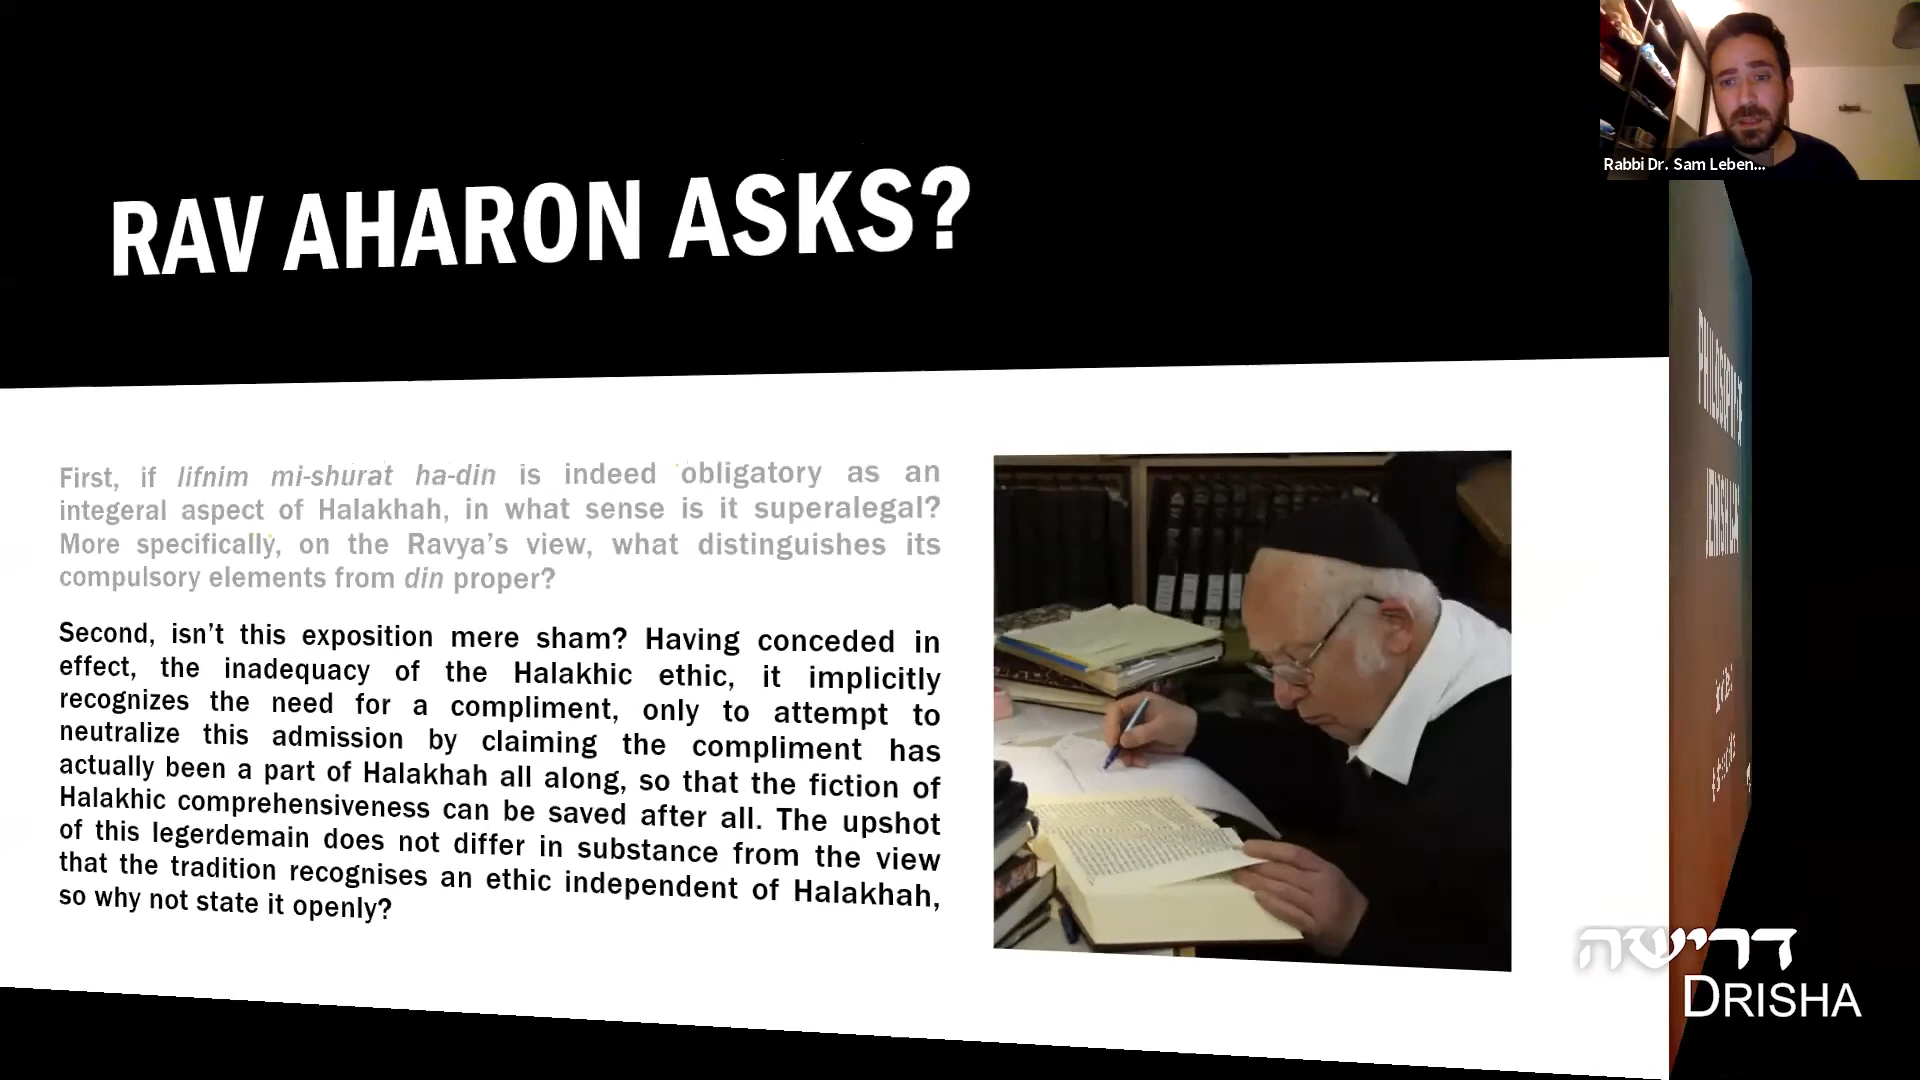 Rabbi Dr. Sam Leben...
RAV AHARON ASKS?
First, if lifnim mi-shurat ha-din is indeed obligatory as an
integeral aspect of Halakhah, in what sense is it superalegal?
More specifically, on the Ravya's view, what distinguishes its
compulsory elements from din proper?
Second, isn't this exposition mere sham? Having conceded in
effect, the inadequacy of the Halakhic ethic, it implicitly
recognizes the need for a compliment, only to attempt to
neutralize this admission by claiming the compliment has
actually been a part of Halakhah all along, so that the fiction of
Halakhic comprehensiveness can be saved after all. The upshot
of this legerdemain does not differ in substance from the view
that the tradition recognises an ethic independent of Halakhah,
so why not state it openly?
דרישה
DRISHA